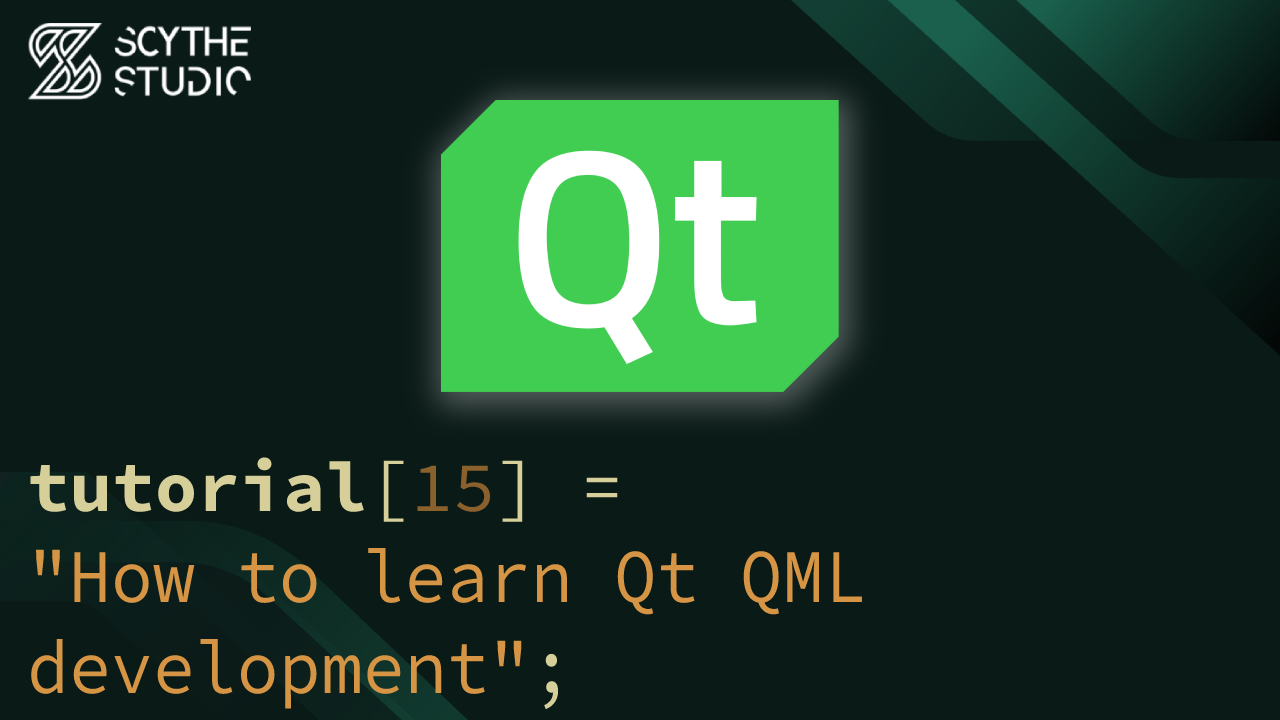 SCYTHE
STUDIO
Qt
tutorial[15] =
"How to learn Qt QML
development";